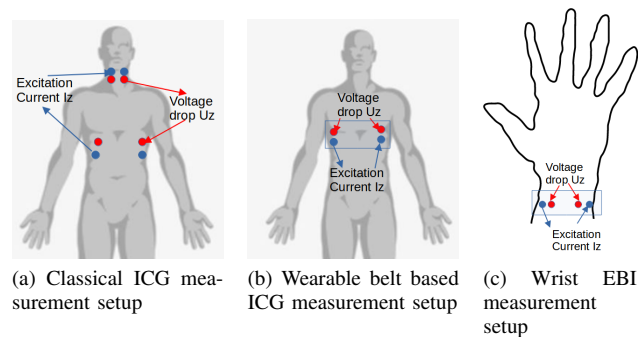 Excitation
Current Iz
Voltage
drop Uz
Voltage
drop Uz
Excitation
Current Iz
Voltage
drop Uz
Excitation
Current Iz
(a) Classical ICG mea-
surement setup
(b) Wearable belt based
ICG measurement setup
(c) Wrist EBI
measurement
setup